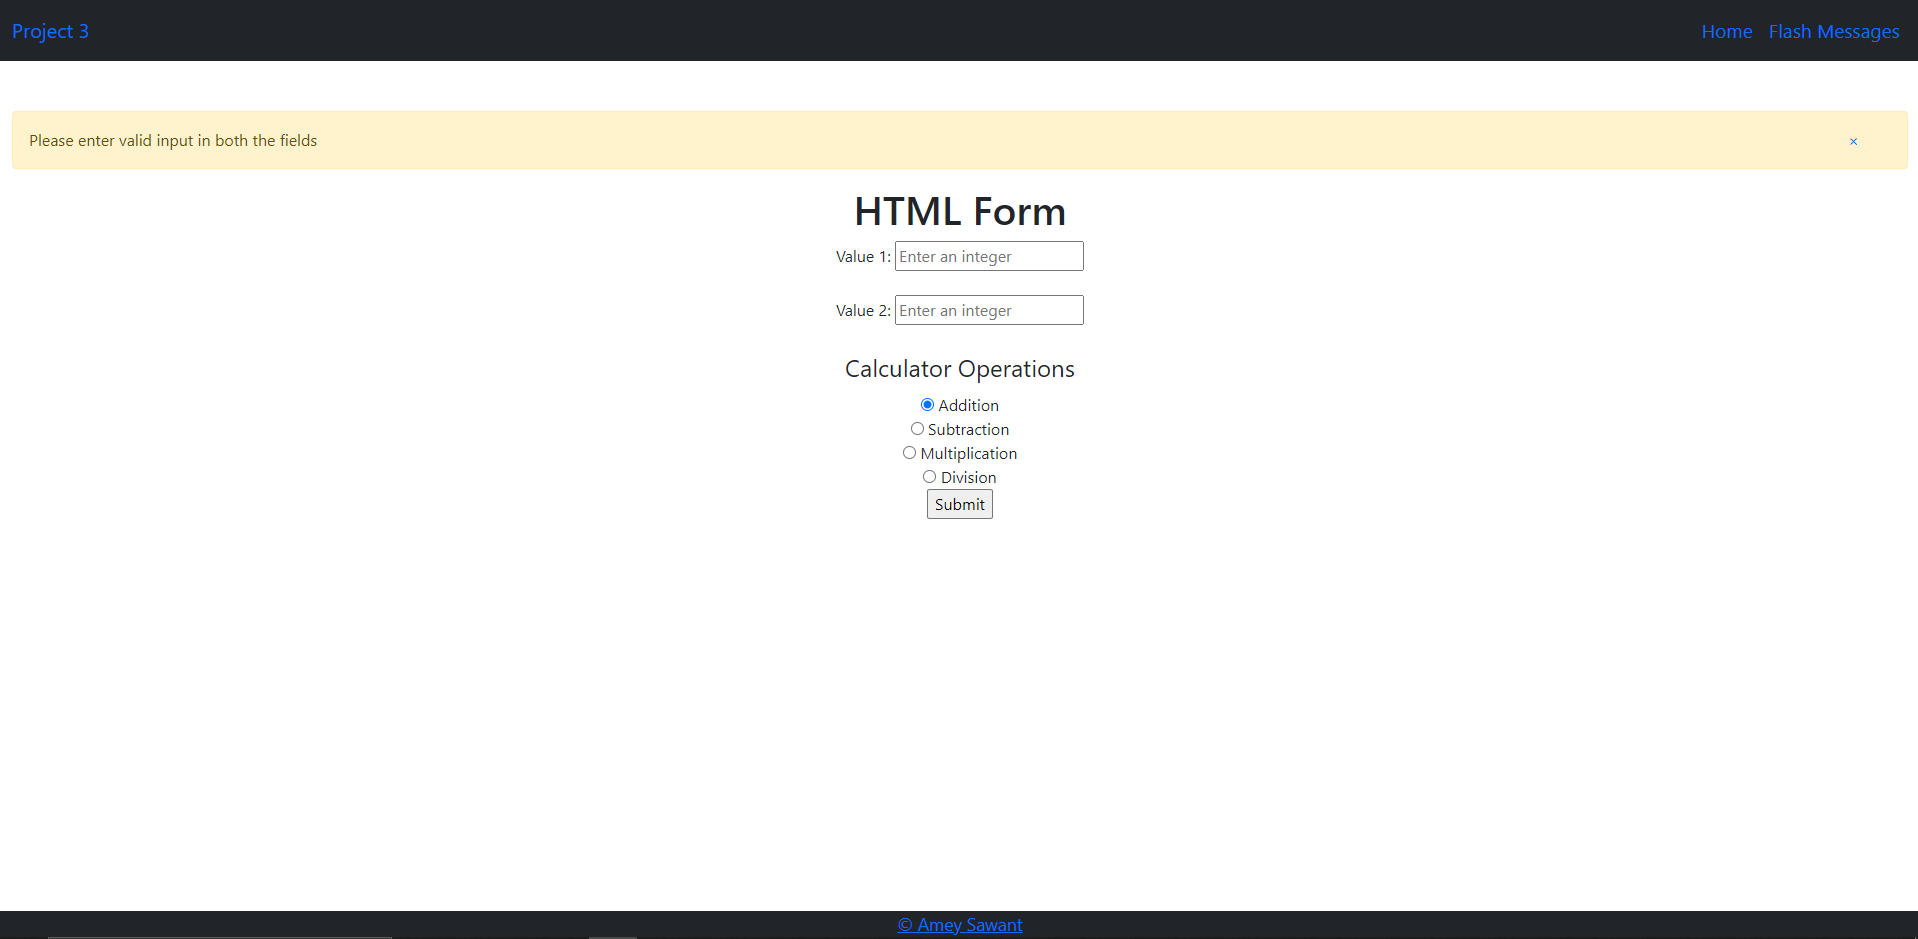 Project 3
Home Flash Messages
Please enter valid input in both the fields ×
HTML Form
Value 1: Enter an integer
Value 2: Enter an integer
Calculator Operations
Addition
Subtraction
Multiplication
Division
Submit
© Amey Sawant